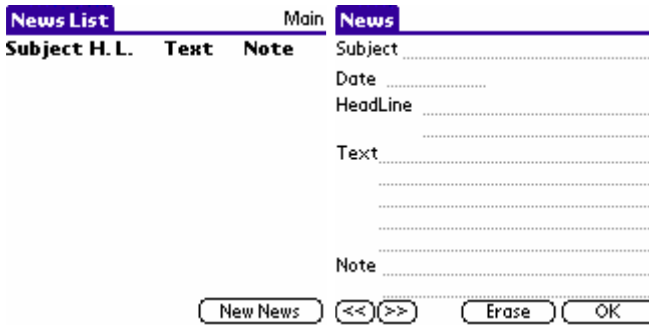 News List Main
Subject H. L. Text Note
New News
News
Subject
Date
HeadLine
Text
Note
<< >> Erase OK